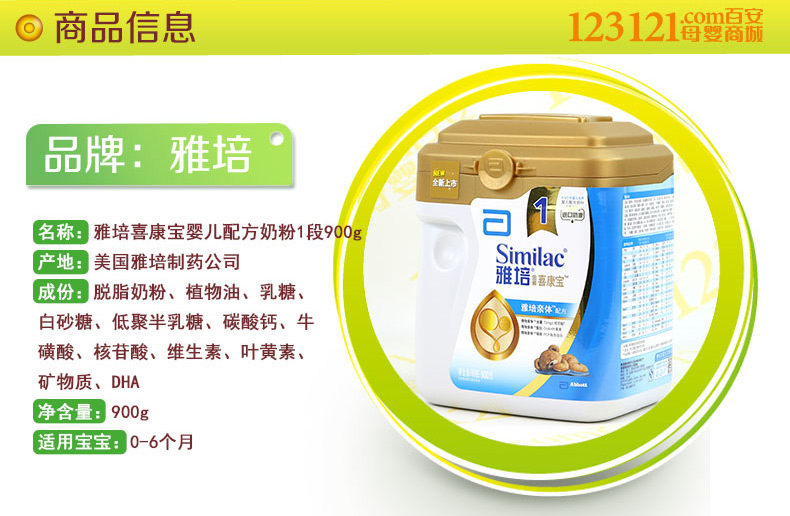 商品信息
123121.com百安
母婴商城
品牌：雅培
名称：雅培喜康宝婴儿配方奶粉1段900g
产地：美国雅培制药公司
成份：脱脂奶粉、植物油、乳糖、
白砂糖、低聚半乳糖、碳酸钙、牛
磺酸、核苷酸、维生素、叶黄素、
矿物质、DHA
净含量：900g
适用宝宝：0-6个月
NEW
全新上市
1
进口奶源
Similac
雅培 喜康宝
雅培亲体 配方
Abbott